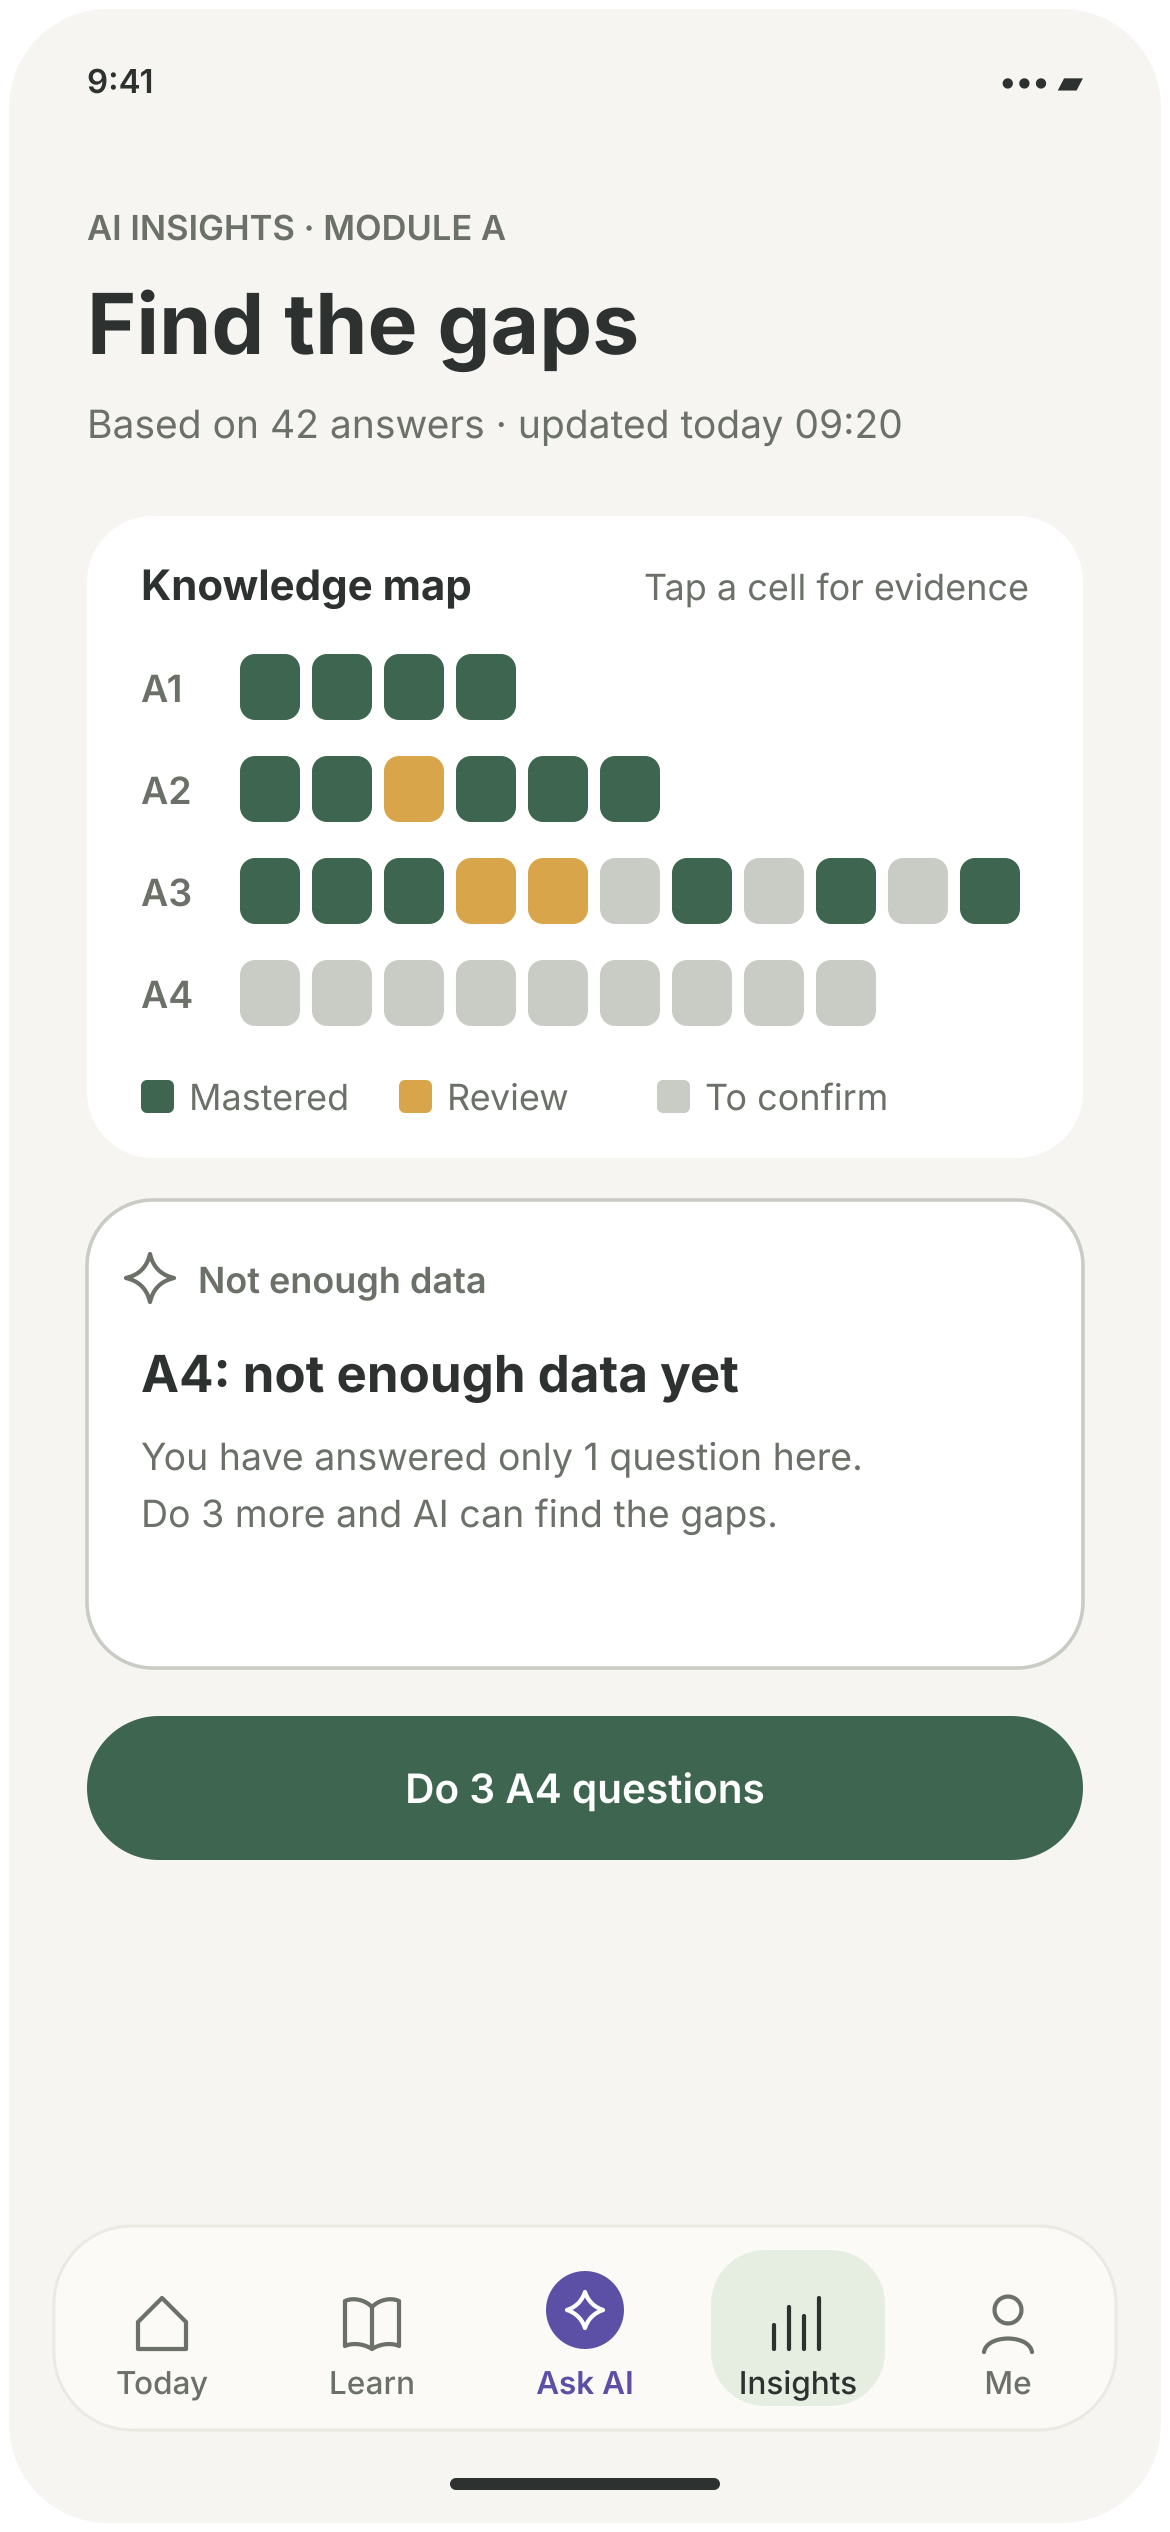 9:41
AI INSIGHTS · MODULE A
Find the gaps
Based on 42 answers · updated today 09:20
Knowledge map
Tap a cell for evidence
A1
A2
A3
A4
Mastered
Review
To confirm
Not enough data
A4: not enough data yet
You have answered only 1 question here.
Do 3 more and AI can find the gaps.
Do 3 A4 questions
Today
Learn
Ask AI
Insights
Me